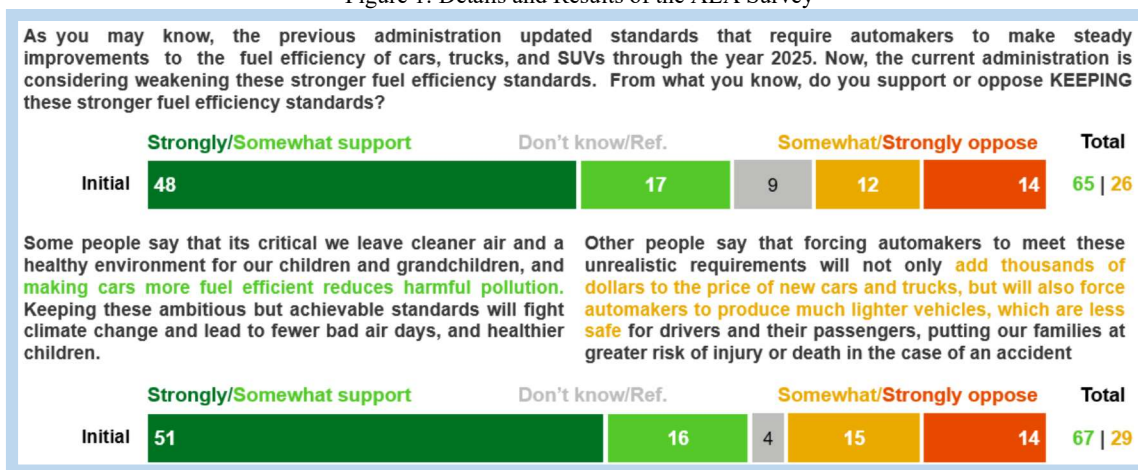 Figure 1: Details and Results of the ALA Survey
As you may know, the previous administration updated standards that require automakers to make steady
improvements to the fuel efficiency of cars, trucks, and SUVs through the year 2025. Now, the current administration is
considering weakening these stronger fuel efficiency standards. From what you know, do you support or oppose KEEPING
these stronger fuel efficiency standards?
Strongly/Somewhat support Don't know/Ref. Somewhat/Strongly oppose Total
Initial 48 17 9 12 14 65 | 26
Some people say that its critical we leave cleaner air and a
healthy environment for our children and grandchildren, and
making cars more fuel efficient reduces harmful pollution.
Keeping these ambitious but achievable standards will fight
climate change and lead to fewer bad air days, and healthier
children.
Other people say that forcing automakers to meet these
unrealistic requirements will not only add thousands of
dollars to the price of new cars and trucks, but will also force
automakers to produce much lighter vehicles, which are less
safe for drivers and their passengers, putting our families at
greater risk of injury or death in the case of an accident
Strongly/Somewhat support Don't know/Ref. Somewhat/Strongly oppose Total
Initial 51 16 4 15 14 67 | 29